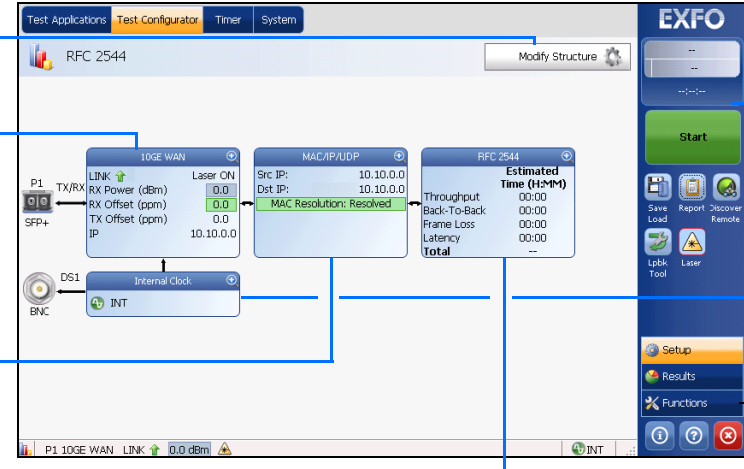 Test Applications Test Configurator Timer System
EXFO
RFC 2544
Modify Structure
--
--
--:--:--
Start
10GE WAN
LINK Laser ON
RX Power (dBm) 0.0
RX Offset (ppm) 0.0
TX Offset (ppm) 0.0
IP 10.10.0.0
P1 TX/RX
SFP+
MAC/IP/UDP
Src IP: 10.10.0.0
Dst IP: 10.10.0.0
MAC Resolution: Resolved
RFC 2544
Estimated
Time (H:MM)
Throughput 00:00
Back-To-Back 00:00
Frame Loss 00:00
Latency 00:00
Total --
Save Load
Report
Discover Remote
Lpbk Tool
Laser
DS1
BNC
Internal Clock
INT
Setup
Results
Functions
P1 10GE WAN LINK 0.0 dBm INT